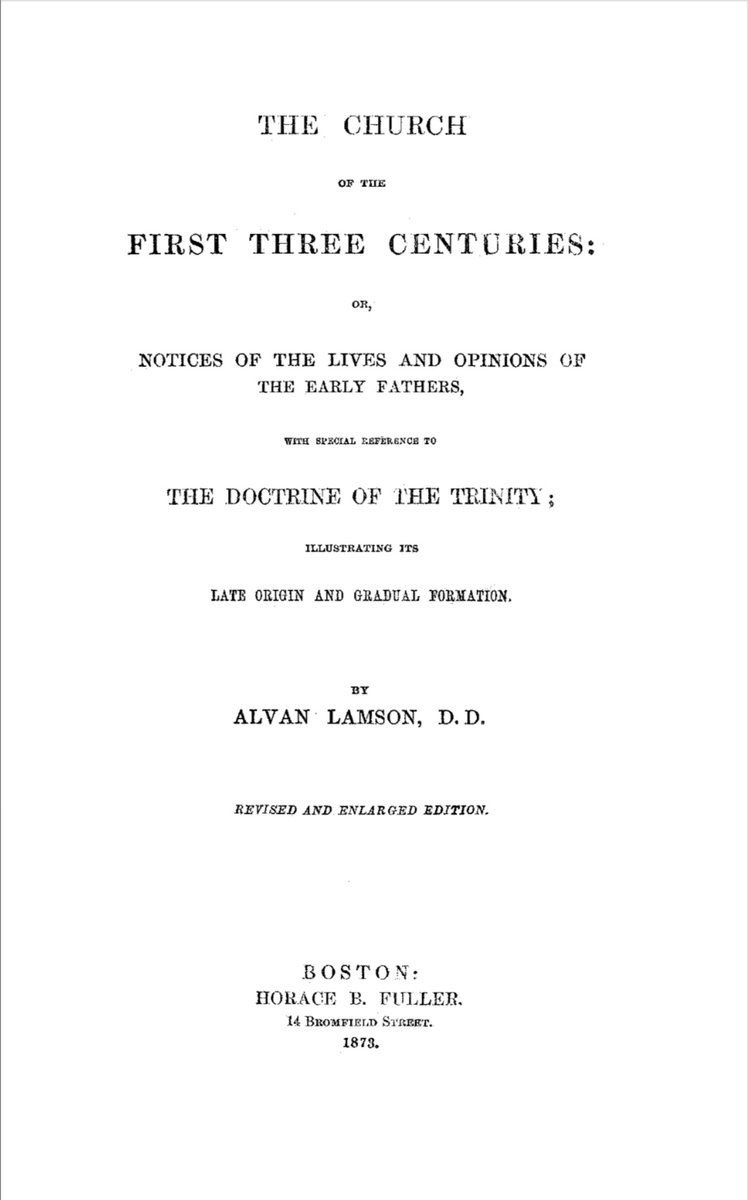 THE CHURCH
OF THE
FIRST THREE CENTURIES:
OR,
NOTICES OF THE LIVES AND OPINIONS OF
THE EARLY FATHERS,
WITH SPECIAL REFERENCE TO
THE DOCTRINE OF THE TRINITY;
ILLUSTRATING ITS
LATE ORIGIN AND GRADUAL FORMATION.
BY
ALVAN LAMSON, D.D.
REVISED AND ENLARGED EDITION.
BOSTON:
HORACE B. FULLER.
14 BROMFIELD STREET.
1873.